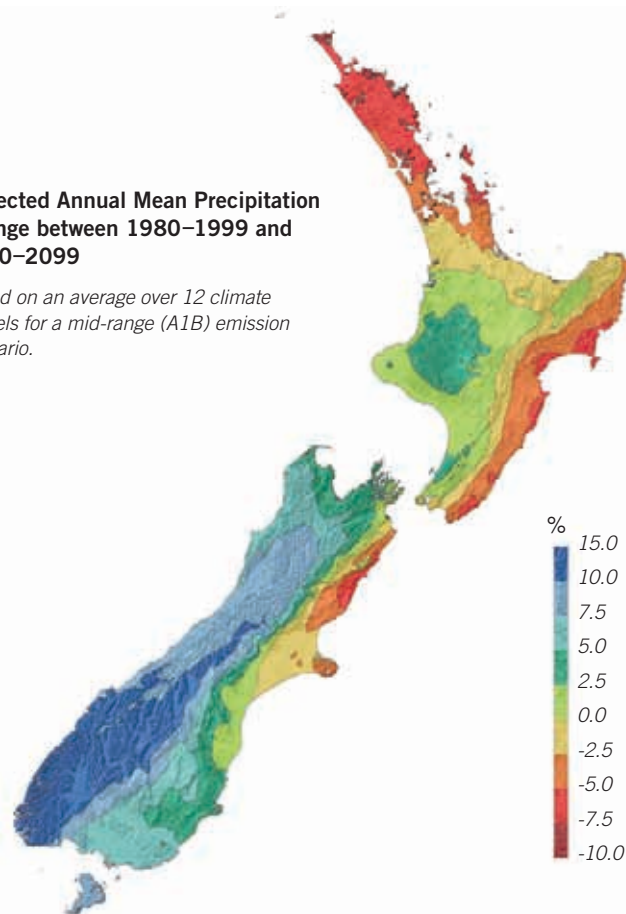 ected Annual Mean Precipitation
nge between 1980–1999 and
0–2099
d on an average over 12 climate
els for a mid-range (A1B) emission
ario.
%
15.0
10.0
7.5
5.0
2.5
0.0
-2.5
-5.0
-7.5
-10.0